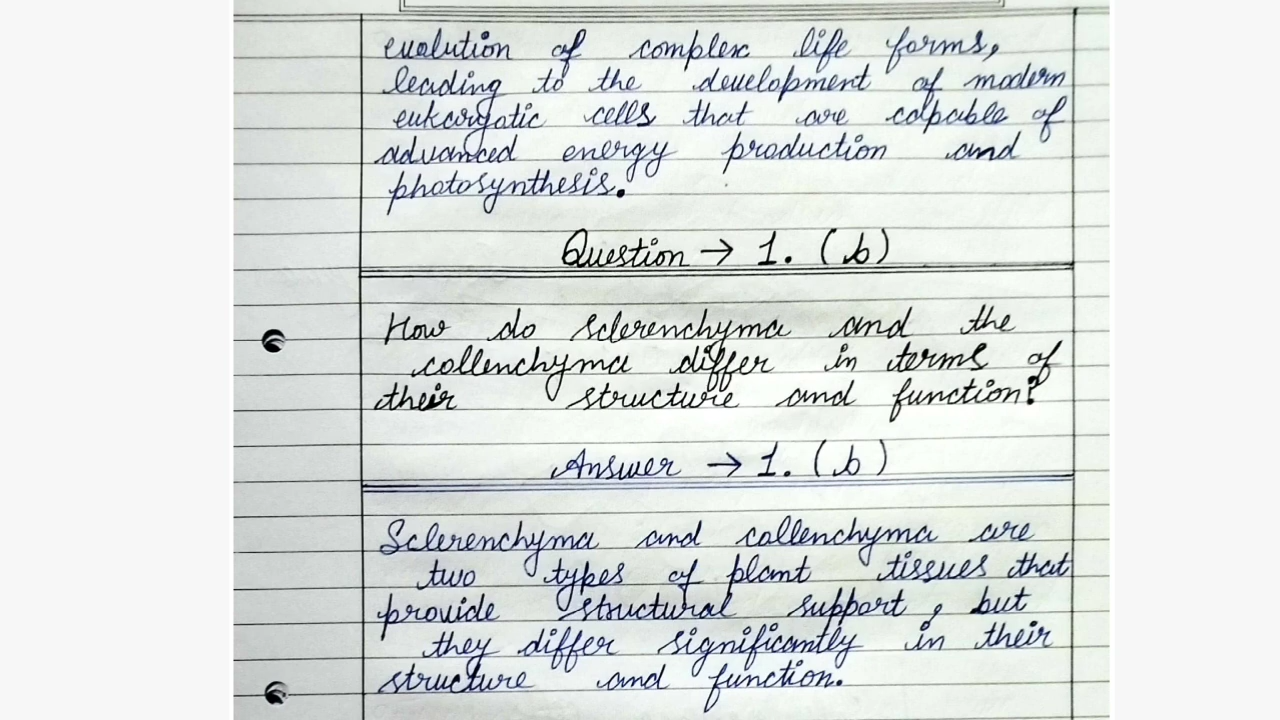 evolution of complex life forms,
leading to the development of modern
eukaryotic cells that are capable of
advanced energy production and
photosynthesis.
Question → 1. (b)
How do sclerenchyma and the
collenchyma differ in terms of
their structure and function?
Answer → 1. (b)
Sclerenchyma and collenchyma are
two types of plant tissues that
provide structural support, but
they differ significantly in their
structure and function.